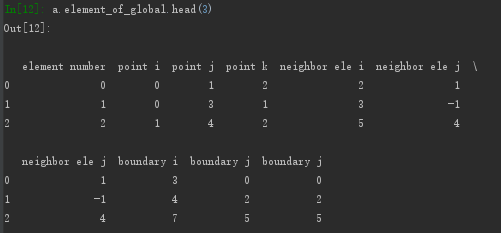 In[12]: a.element_of_global.head(3)
Out[12]:
element number point i point j point k neighbor ele i neighbor ele j \
0 0 0 1 2 2 1
1 1 0 3 1 3 -1
2 2 1 4 2 5 4
neighbor ele j boundary i boundary j boundary j
0 1 3 0 0
1 -1 4 2 2
2 4 7 5 5